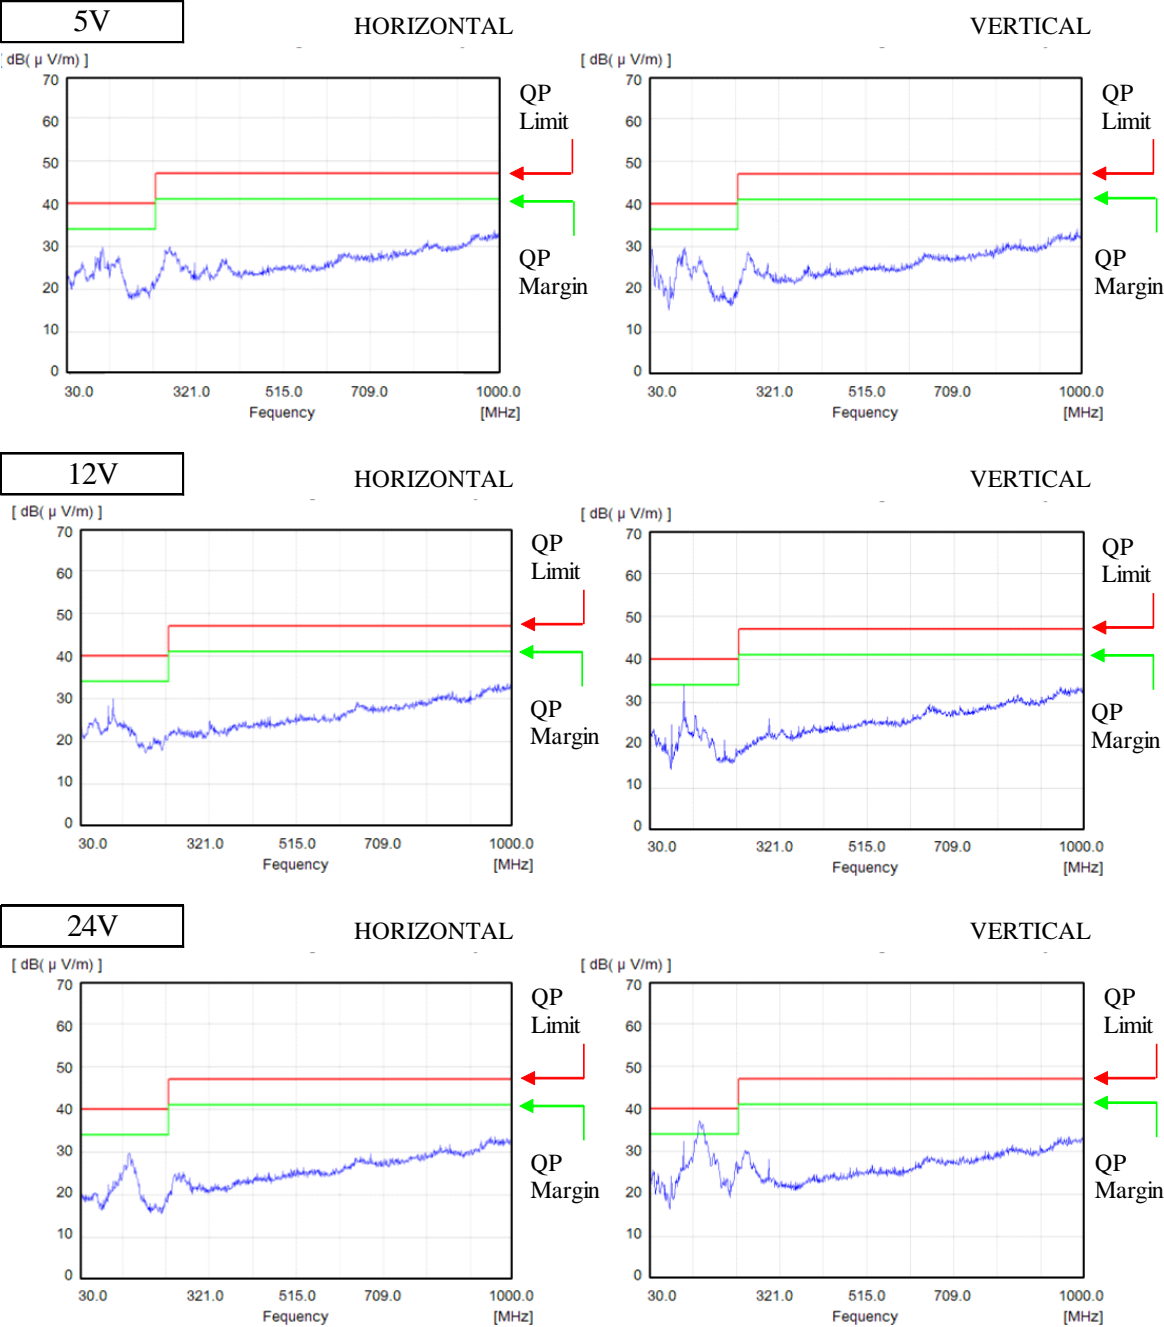 5V
HORIZONTAL
VERTICAL
[ dB( µ V/m) ]
70
60
50
40
30
20
10
0
30.0 321.0 515.0 709.0 1000.0
Fequency [MHz]
QP
Limit
QP
Margin
[ dB( µ V/m) ]
70
60
50
40
30
20
10
0
30.0 321.0 515.0 709.0 1000.0
Fequency [MHz]
QP
Limit
QP
Margin
12V
HORIZONTAL
VERTICAL
[ dB( µ V/m) ]
70
60
50
40
30
20
10
0
30.0 321.0 515.0 709.0 1000.0
Fequency [MHz]
QP
Limit
QP
Margin
[ dB( µ V/m) ]
70
60
50
40
30
20
10
0
30.0 321.0 515.0 709.0 1000.0
Fequency [MHz]
QP
Limit
QP
Margin
24V
HORIZONTAL
VERTICAL
[ dB( µ V/m) ]
70
60
50
40
30
20
10
0
30.0 321.0 515.0 709.0 1000.0
Fequency [MHz]
QP
Limit
QP
Margin
[ dB( µ V/m) ]
70
60
50
40
30
20
10
0
30.0 321.0 515.0 709.0 1000.0
Fequency [MHz]
QP
Limit
QP
Margin